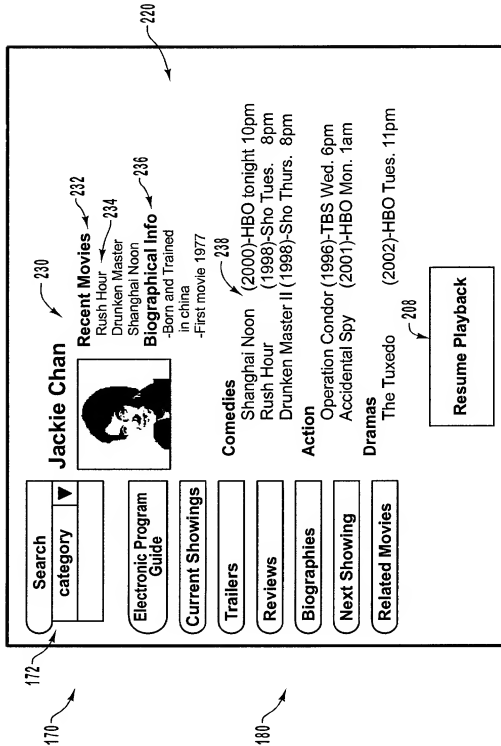 170
172
Search
category
180
Electronic Program
Guide
Current Showings
Trailers
Reviews
Biographies
Next Showing
Related Movies
Jackie Chan
230
Recent Movies
232
Rush Hour
234
Drunken Master
Shanghai Noon
Biographical Info
236
-Born and Trained
in china
-First movie 1977
220
238
Comedies
Shanghai Noon (2000)-HBO tonight 10pm
Rush Hour (1998)-Sho Tues. 8pm
Drunken Master II (1998)-Sho Thurs. 8pm
Action
Operation Condor (1996)-TBS Wed. 6pm
Accidental Spy (2001)-HBO Mon. 1am
Dramas
The Tuxedo (2002)-HBO Tues. 11pm
208
Resume Playback